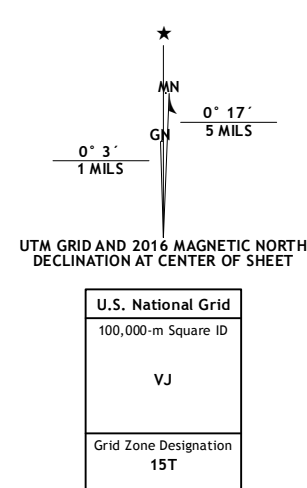 ★
MN
0° 17´
5 MILS
GN
0° 3´
1 MILS
UTM GRID AND 2016 MAGNETIC NORTH
DECLINATION AT CENTER OF SHEET
U.S. National Grid
100,000-m Square ID
VJ
Grid Zone Designation
15T